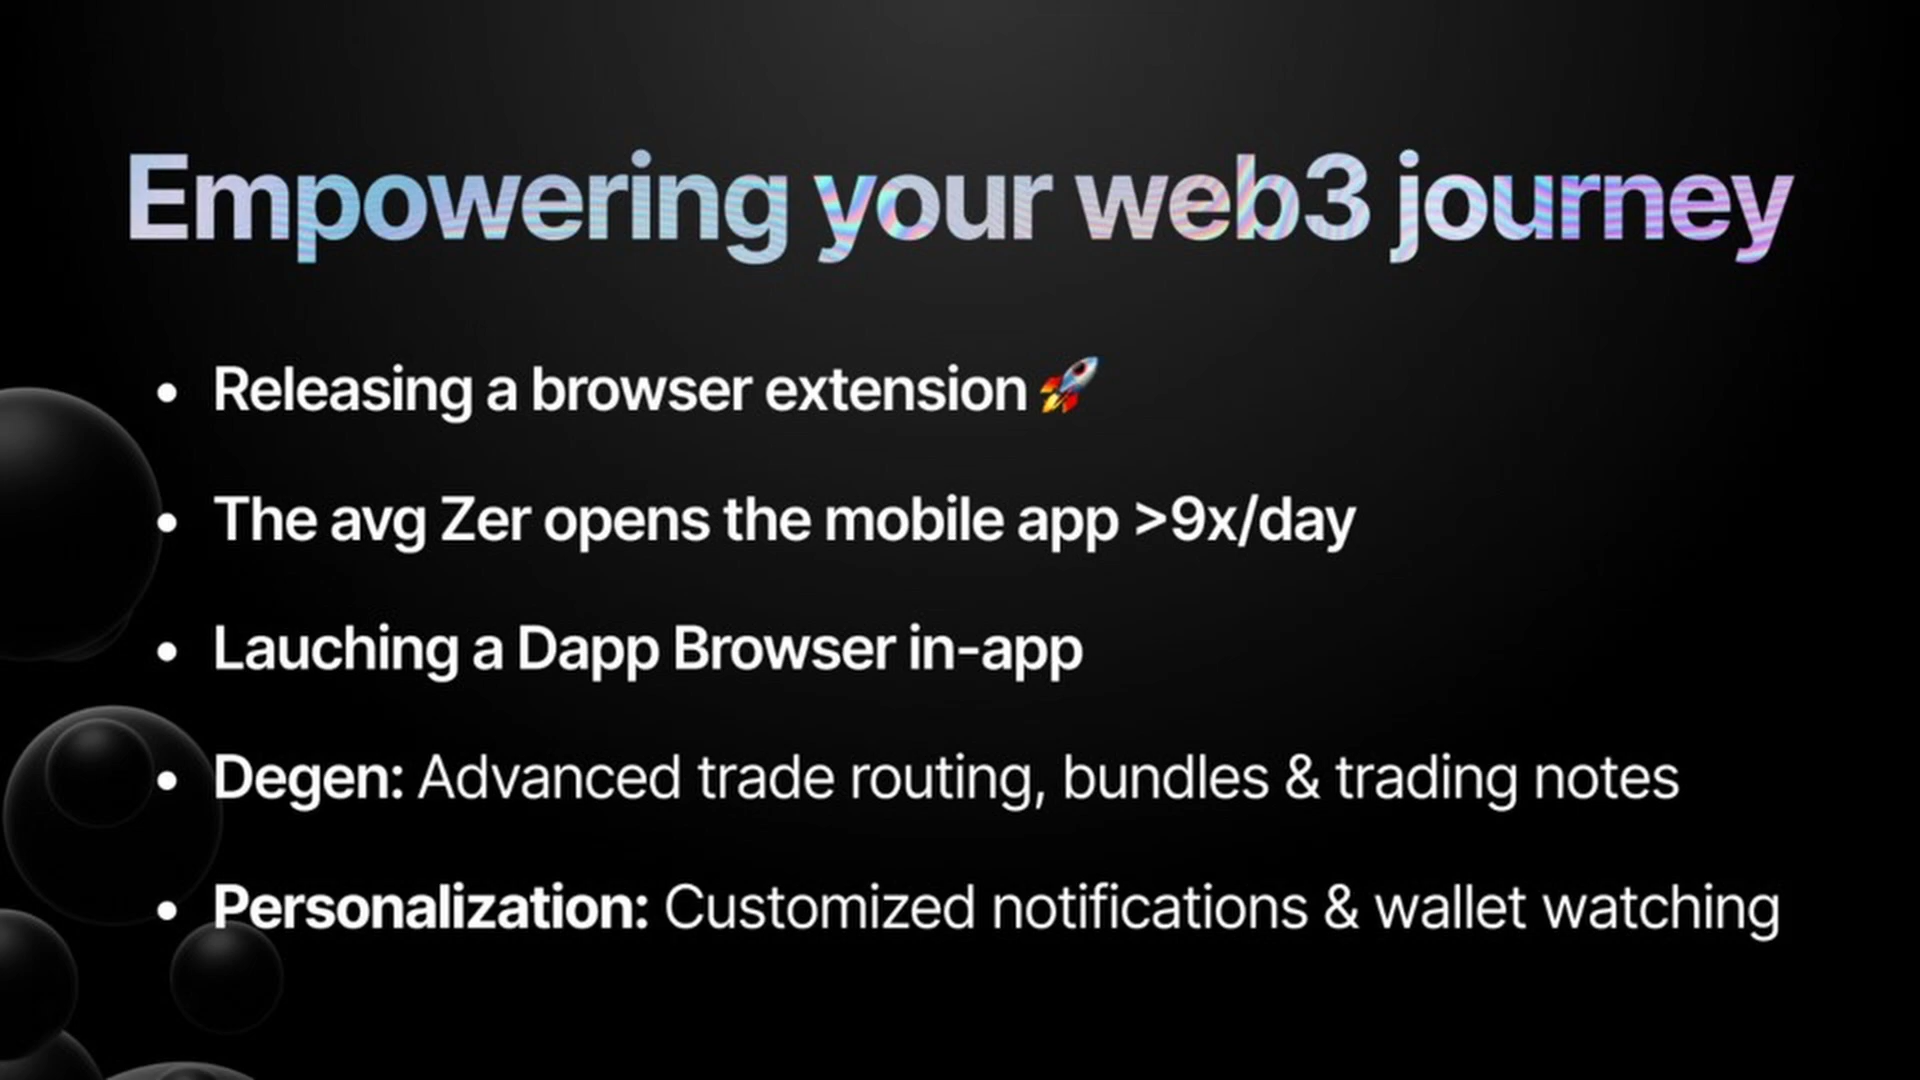 Empowering your web3 journey
• Releasing a browser extension 🚀
• The avg Zer opens the mobile app >9x/day
• Lauching a Dapp Browser in-app
• Degen: Advanced trade routing, bundles & trading notes
• Personalization: Customized notifications & wallet watching